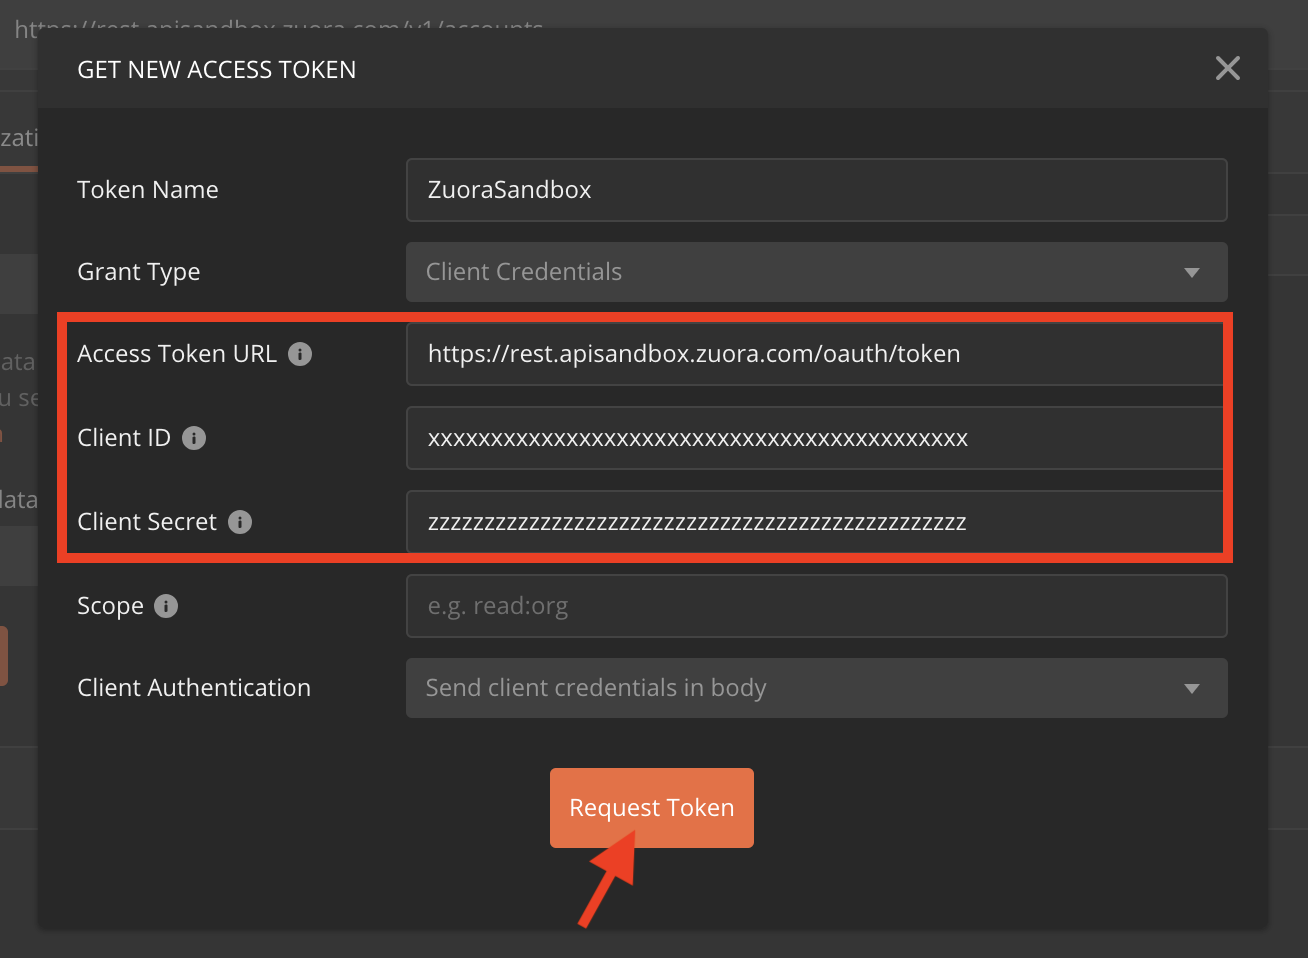 https://rest.apisandbox.zuora.com/v1/accounts
GET NEW ACCESS TOKEN
zati
Token Name
ZuoraSandbox
Grant Type
Client Credentials
Access Token URL
https://rest.apisandbox.zuora.com/oauth/token
ata
u se
Client ID
xxxxxxxxxxxxxxxxxxxxxxxxxxxxxxxxxxxxxxxxxxx
lata
Client Secret
zzzzzzzzzzzzzzzzzzzzzzzzzzzzzzzzzzzzzzzzzzzzzzzz
Scope
e.g. read:org
Client Authentication
Send client credentials in body
Request Token